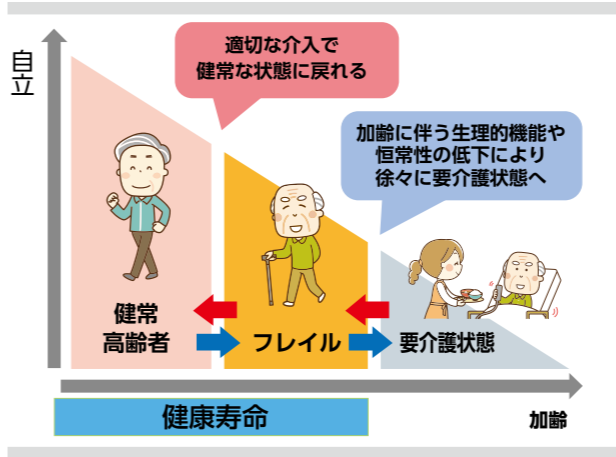 自立
適切な介入で
健常な状態に戻れる
加齢に伴う生理的機能や
恒常性の低下により
徐々に要介護状態へ
健常
高齢者
フレイル
要介護状態
健康寿命
加齢